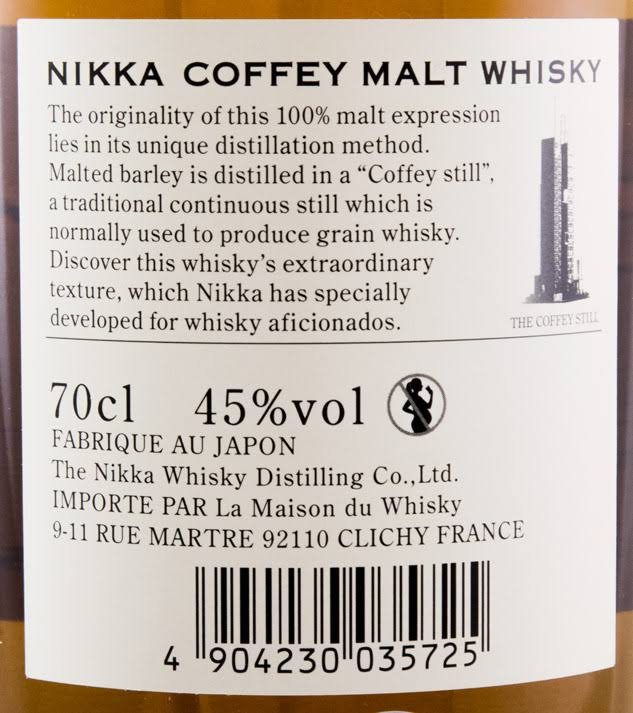 NIKKA COFFEY MALT WHISKY
The originality of this 100% malt expression
lies in its unique distillation method.
Malted barley is distilled in a “Coffey still”,
a traditional continuous still which is
normally used to produce grain whisky.
Discover this whisky’s extraordinary
texture, which Nikka has specially
developed for whisky aficionados.
THE COFFEY STILL
70cl 45%vol
FABRIQUE AU JAPON
The Nikka Whisky Distilling Co.,Ltd.
IMPORTE PAR La Maison du Whisky
9-11 RUE MARTRE 92110 CLICHY FRANCE
4 904230 035725